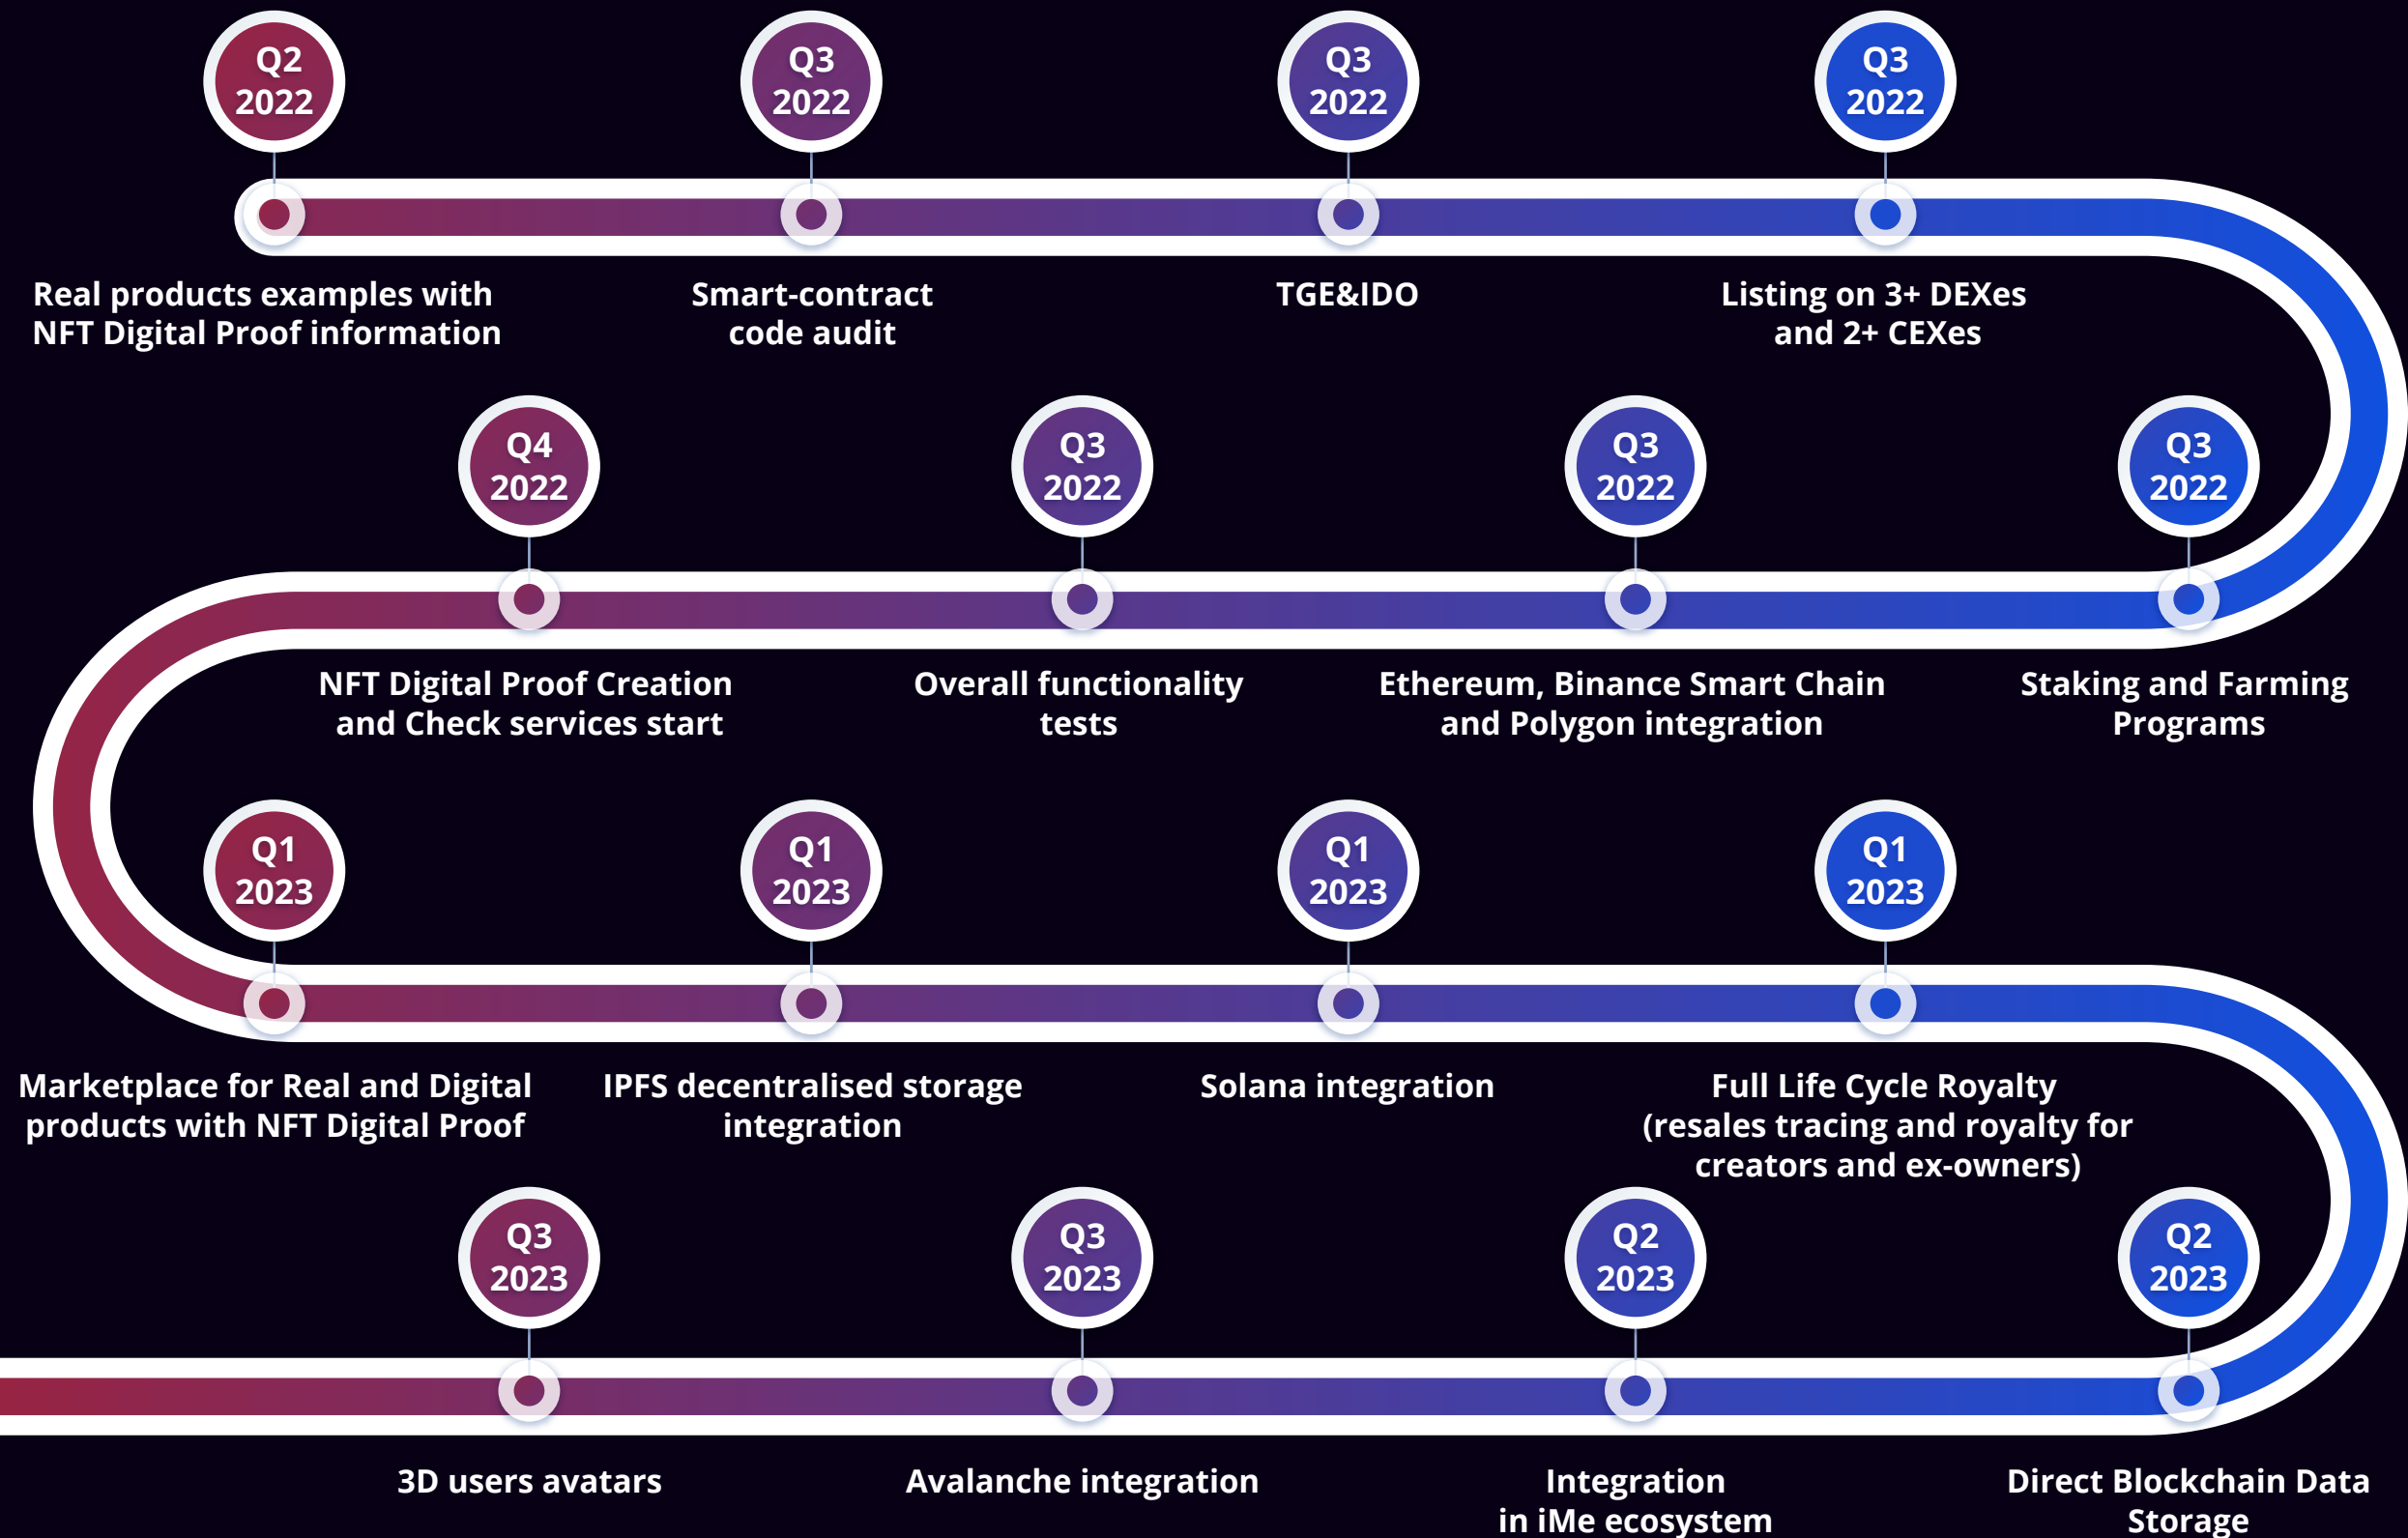 Q2
2022
Q3
2022
Q3
2022
Q3
2022
Real products examples with
NFT Digital Proof information
Smart-contract
code audit
TGE&IDO
Listing on 3+ DEXes
and 2+ CEXes
Q4
2022
Q3
2022
Q3
2022
Q3
2022
NFT Digital Proof Creation
and Check services start
Overall functionality
tests
Ethereum, Binance Smart Chain
and Polygon integration
Staking and Farming
Programs
Q1
2023
Q1
2023
Q1
2023
Q1
2023
Marketplace for Real and Digital
products with NFT Digital Proof
IPFS decentralised storage
integration
Solana integration
Full Life Cycle Royalty
(resales tracing and royalty for
creators and ex-owners)
Q3
2023
Q3
2023
Q2
2023
Q2
2023
3D users avatars
Avalanche integration
Integration
in iMe ecosystem
Direct Blockchain Data
Storage